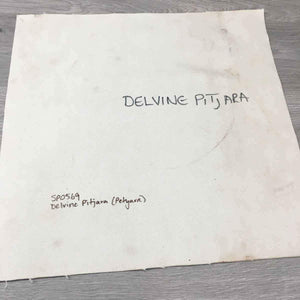 DELVINE PiTjARA
SP0569
Delvine Pitjara (Petyarre)